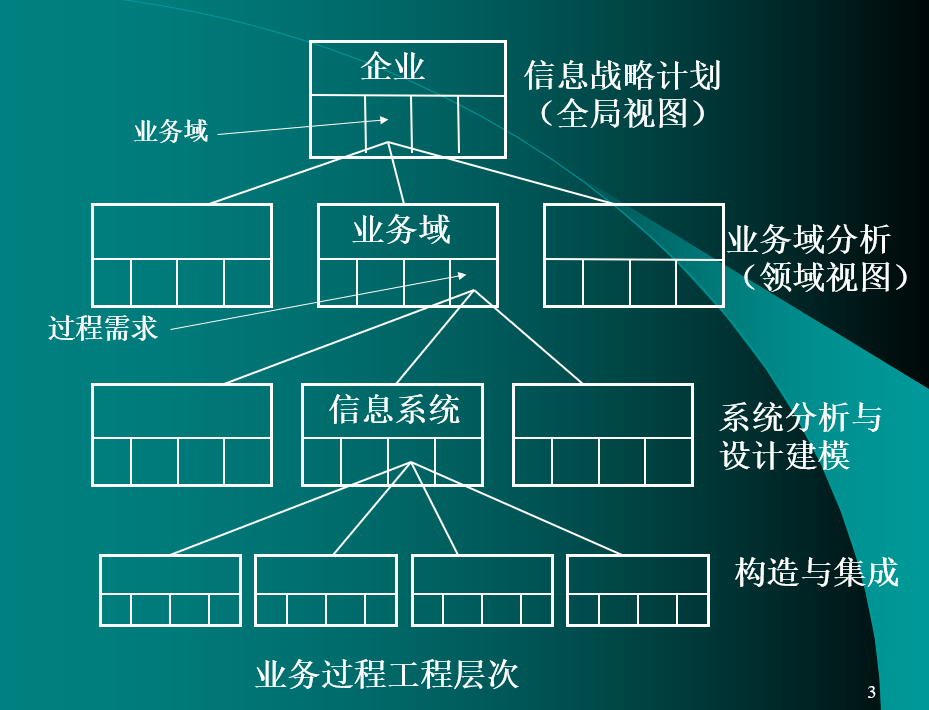 企业
信息战略计划
（全局视图）
业务域
业务域
业务域分析
（领域视图）
过程需求
信息系统
系统分析与
设计建模
构造与集成
业务过程工程层次
3